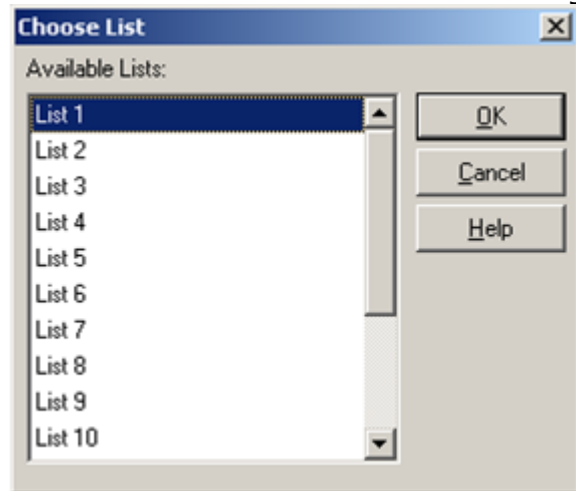 Choose List
Available Lists:
List 1
List 2
List 3
List 4
List 5
List 6
List 7
List 8
List 9
List 10
OK
Cancel
Help